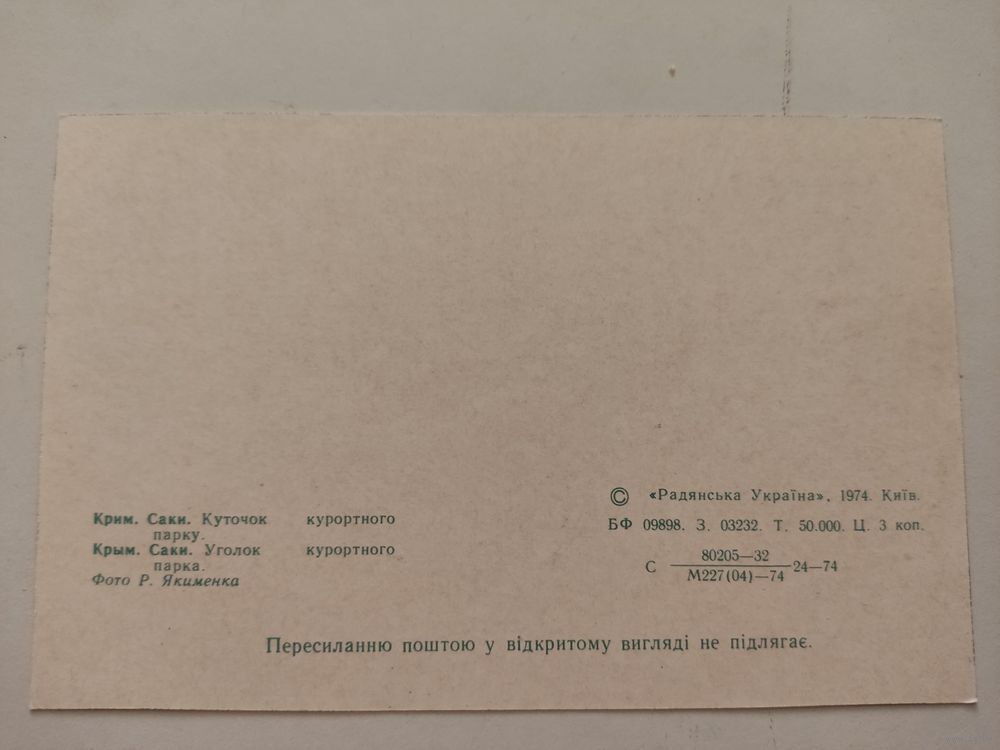 Крим. Саки. Куточок курортного
парку.
Крым. Саки. Уголок курортного
парка.
Фото Р. Якименка
© «Радянська Україна», 1974. Київ.
БФ 09898. З. 03232. Т. 50.000. Ц. 3 коп.
С 80205—32
М227(04)—74 24—74
Пересиланню поштою у відкритому вигляді не підлягає.